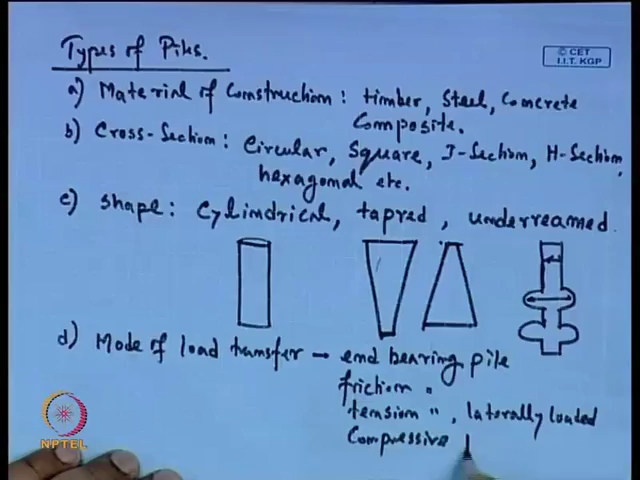 Types of Piles.
© CET
I.I.T. KGP
a) Material of Construction : timber, Steel, Concrete
Composite.
b) Cross-Section : Circular, Square, I-Section, H-Section,
hexagonal etc.
c) Shape : Cylindrical, tapred, underreamed.
d) Mode of load transfer → end bearing pile
friction "
tension ", laterally loaded
Compressive
NPTEL